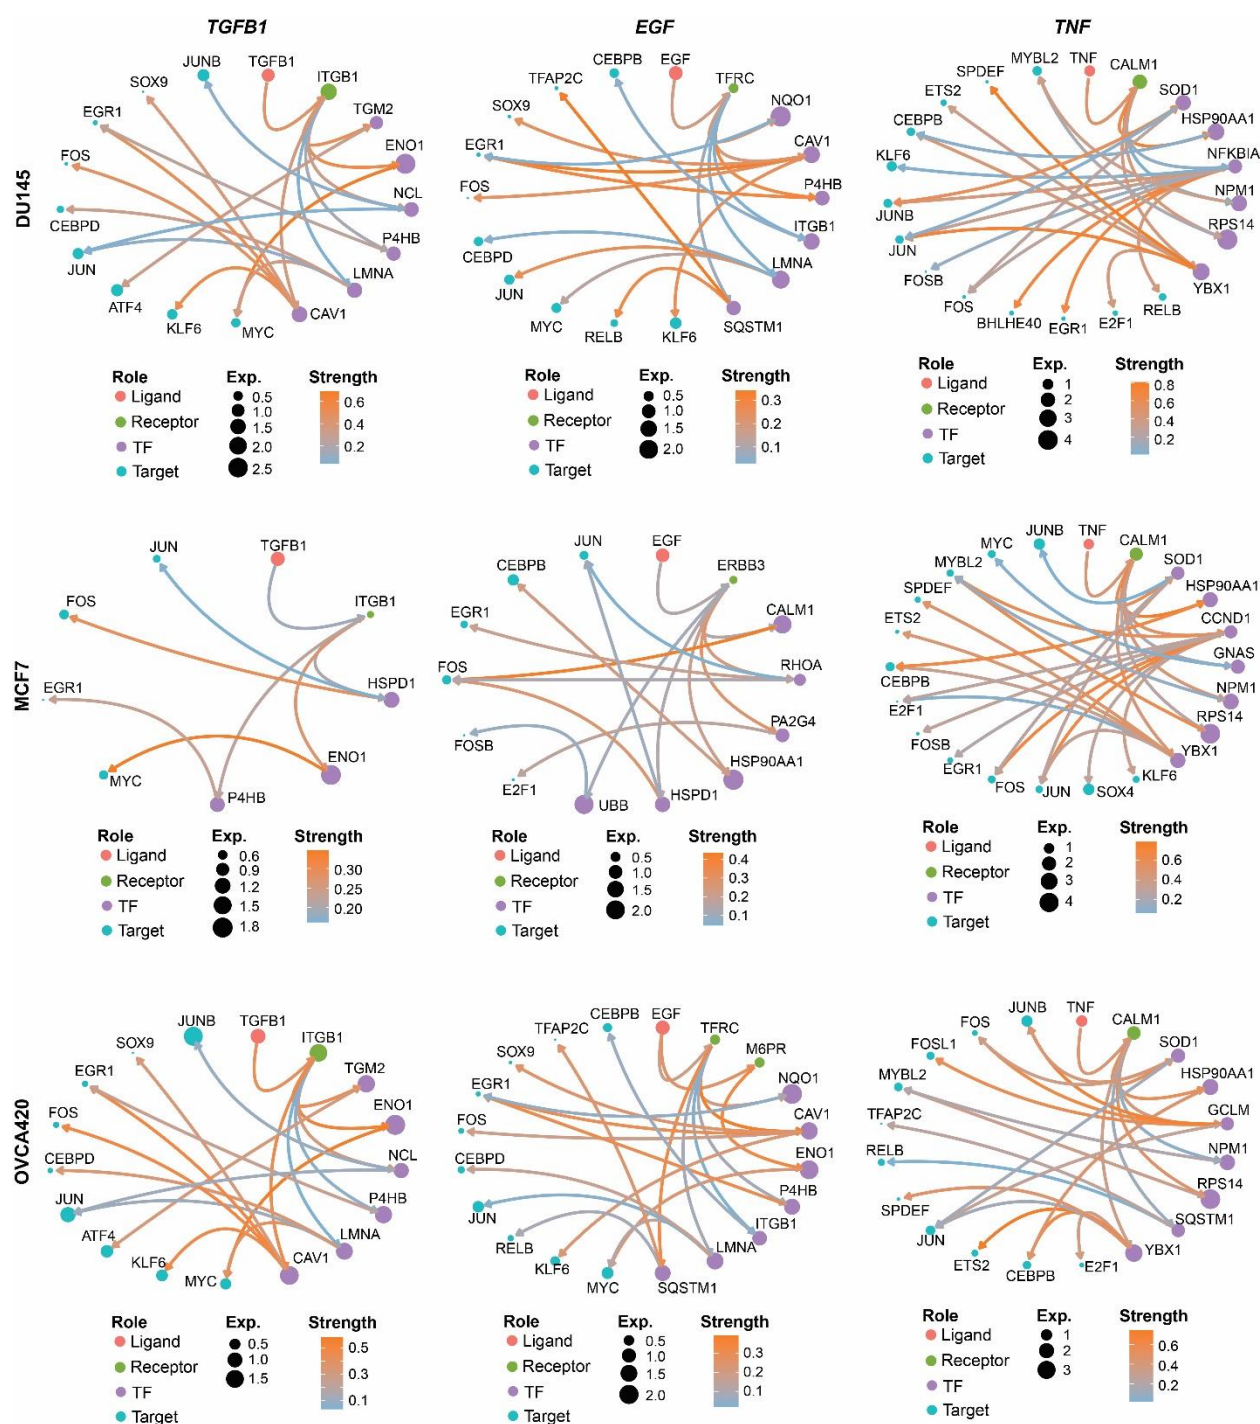 TGFB1 EGF TNF
DU145
JUNB TGFB1 ITGB1 SOX9 TGM2 EGR1 ENO1 FOS NCL CEBPD P4HB JUN LMNA ATF4 CAV1 KLF6 MYC
CEBPB EGF TFRC TFAP2C NQO1 SOX9 CAV1 EGR1 P4HB FOS ITGB1 CEBPD LMNA JUN SQSTM1 MYC KLF6 RELB
MYBL2 TNF CALM1 SPDEF SOD1 ETS2 HSP90AA1 CEBPB NFKBIA KLF6 NPM1 JUNB RPS14 JUN YBX1 FOSB RELB FOS E2F1 BHLHE40 EGR1
Role Exp. Strength
Ligand 0.5 0.6
Receptor 1.0 0.4
TF 1.5 0.2
Target 2.0
2.5
Role Exp. Strength
Ligand 0.5 0.3
Receptor 1.0 0.2
TF 1.5 0.1
Target 2.0
Role Exp. Strength
Ligand 1 0.8
Receptor 2 0.6
TF 3 0.4
Target 4 0.2
MCF7
JUN TGFB1 FOS ITGB1 EGR1 HSPD1 MYC ENO1 P4HB
JUN EGF CEBPB ERBB3 EGR1 CALM1 FOS RHOA FOSB PA2G4 E2F1 HSP90AA1 UBB HSPD1
JUNB TNF MYC CALM1 MYBL2 SOD1 SPDEF HSP90AA1 ETS2 CCND1 CEBPB GNAS E2F1 NPM1 FOSB RPS14 EGR1 YBX1 FOS KLF6 JUN SOX4
Role Exp. Strength
Ligand 0.6 0.30
Receptor 0.9 0.25
TF 1.2 0.20
Target 1.5
1.8
Role Exp. Strength
Ligand 0.5 0.4
Receptor 1.0 0.3
TF 1.5 0.2
Target 2.0 0.1
Role Exp. Strength
Ligand 1 0.6
Receptor 2 0.4
TF 3 0.2
Target 4
OVCA420
JUNB TGFB1 ITGB1 SOX9 TGM2 EGR1 ENO1 FOS NCL CEBPD P4HB JUN LMNA ATF4 CAV1 KLF6 MYC
CEBPB EGF TFRC TFAP2C M6PR SOX9 NQO1 EGR1 CAV1 FOS ENO1 CEBPD P4HB JUN ITGB1 RELB LMNA KLF6 MYC SQSTM1
JUNB TNF CALM1 FOS SOD1 FOSL1 HSP90AA1 MYBL2 GCLM TFAP2C NPM1 RELB RPS14 SPDEF SQSTM1 JUN YBX1 ETS2 E2F1 CEBPB
Role Exp. Strength
Ligand 0.5 0.5
Receptor 1.0 0.3
TF 1.5 0.1
Target
Role Exp. Strength
Ligand 0.5 0.3
Receptor 1.0 0.2
TF 1.5 0.1
Target 2.0
Role Exp. Strength
Ligand 1 0.6
Receptor 2 0.4
TF 3 0.2
Target